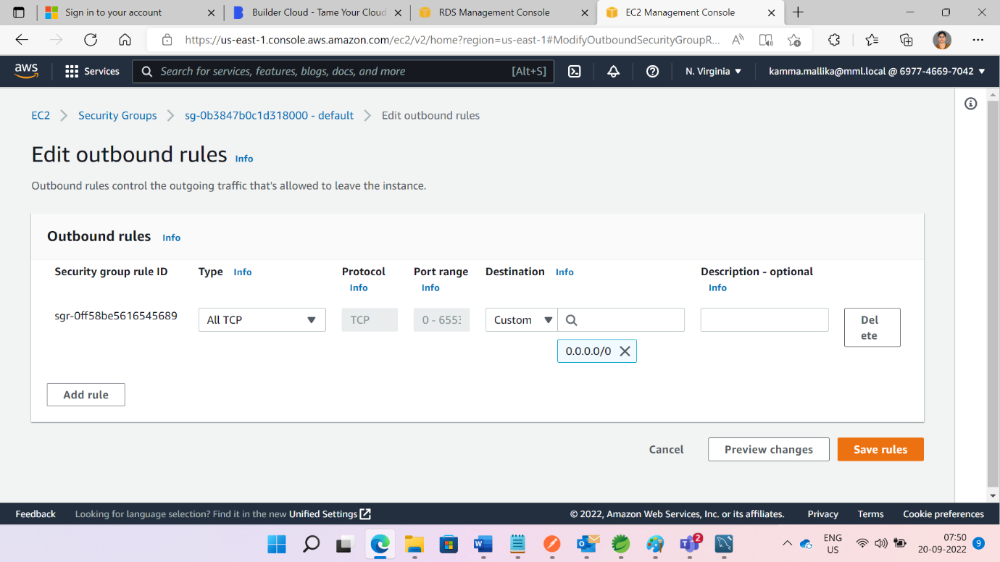 Sign in to your account
Builder Cloud - Tame Your Cloud
RDS Management Console
EC2 Management Console
https://us-east-1.console.aws.amazon.com/ec2/v2/home?region=us-east-1#ModifyOutboundSecurityGroupR...
aws
Services
Search for services, features, blogs, docs, and more
[Alt+S]
N. Virginia
kamma.mallika@mml.local @ 6977-4669-7042
EC2 > Security Groups > sg-0b3847b0c1d318000 - default > Edit outbound rules
Edit outbound rules Info
Outbound rules control the outgoing traffic that's allowed to leave the instance.
Outbound rules Info
Security group rule ID
Type Info
Protocol
Info
Port range
Info
Destination Info
Description - optional
Info
sgr-0ff58be5616545689
All TCP
TCP
0 - 6553
Custom
0.0.0.0/0
Del
ete
Add rule
Cancel
Preview changes
Save rules
Feedback
Looking for language selection? Find it in the new Unified Settings
© 2022, Amazon Web Services, Inc. or its affiliates.
Privacy
Terms
Cookie preferences
2
ENG
US
07:50
20-09-2022
9